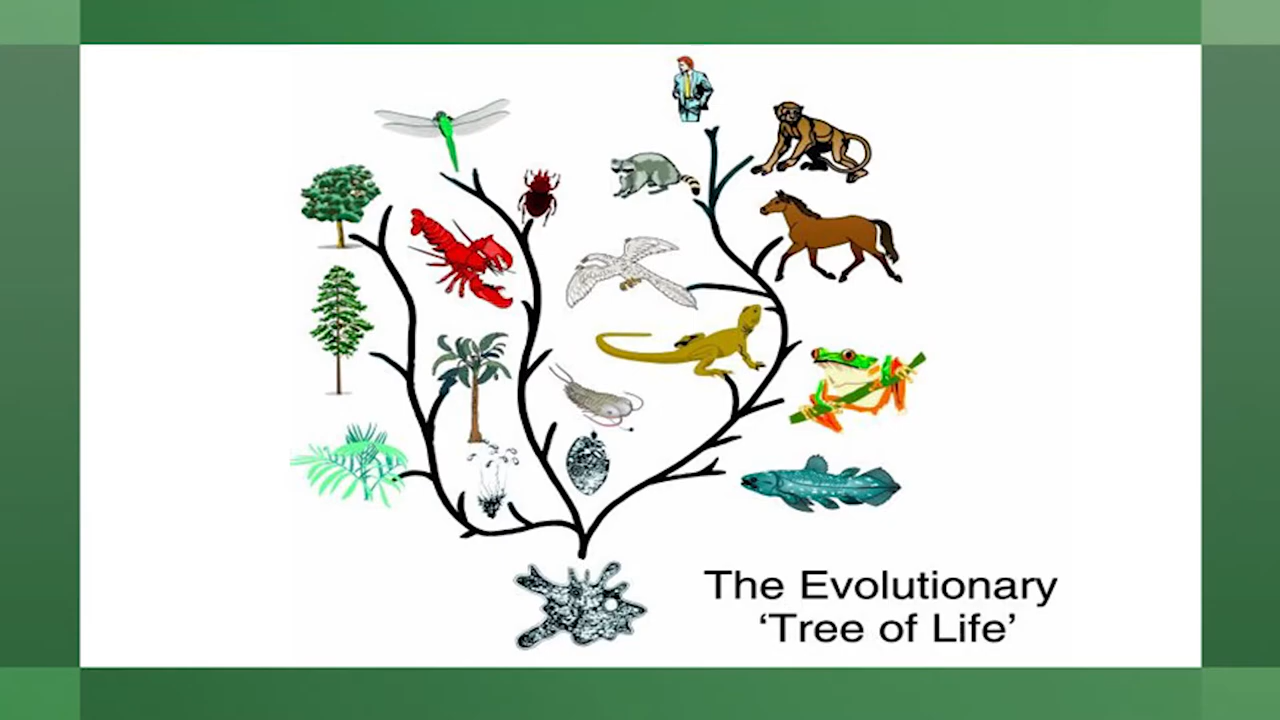 The Evolutionary
‘Tree of Life’